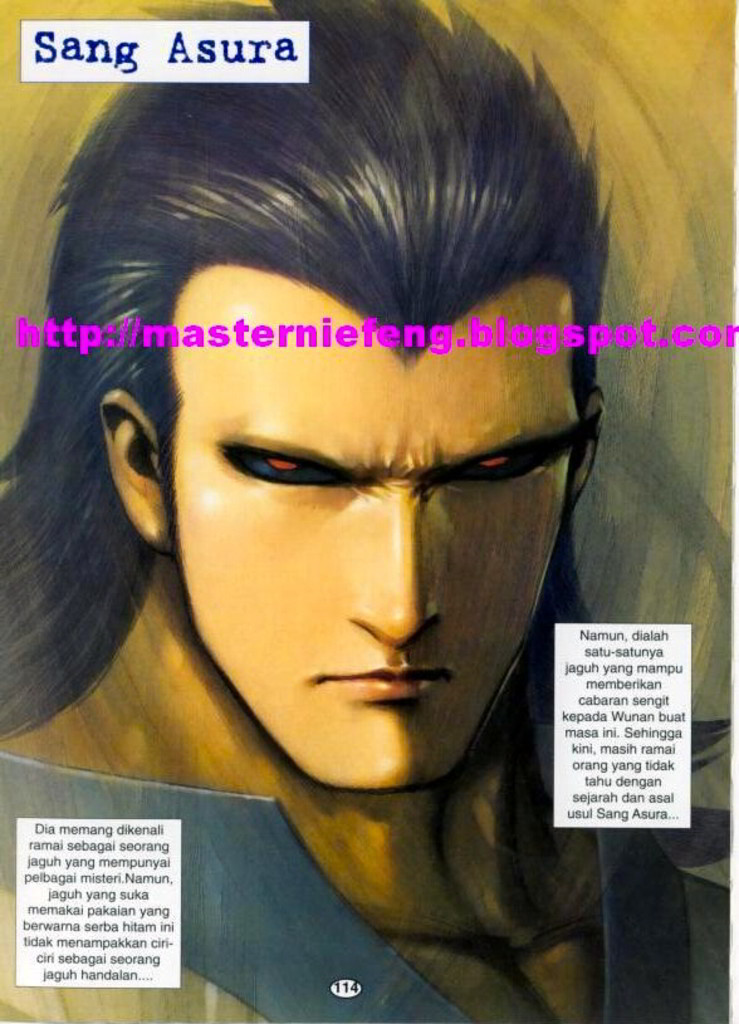 Sang Asura
http://masterniefeng.blogspot.com
Namun, dialah
satu-satunya
jaguh yang mampu
memberikan
cabaran sengit
kepada Wunan buat
masa ini. Sehingga
kini, masih ramai
orang yang tidak
tahu dengan
sejarah dan asal
usul Sang Asura...
Dia memang dikenali
ramai sebagai seorang
jaguh yang mempunyai
pelbagai misteri.Namun,
jaguh yang suka
memakai pakaian yang
berwarna serba hitam ini
tidak menampakkan ciri-
ciri sebagai seorang
jaguh handalan....
114